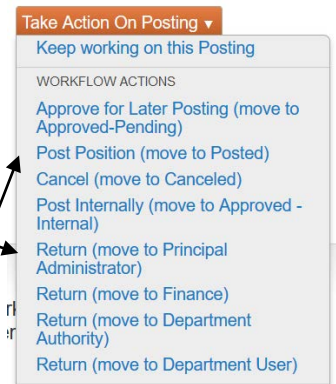 Take Action On Posting ▾
Keep working on this Posting
WORKFLOW ACTIONS
Approve for Later Posting (move to
Approved-Pending)
Post Position (move to Posted)
Cancel (move to Canceled)
Post Internally (move to Approved -
Internal)
Return (move to Principal
Administrator)
Return (move to Finance)
Return (move to Department
Authority)
Return (move to Department User)